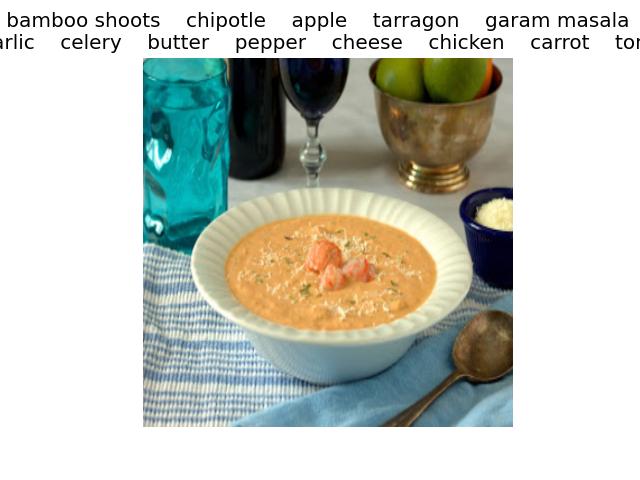 bamboo shoots chipotle apple tarragon garam masala
celery butter pepper cheese chicken carrot